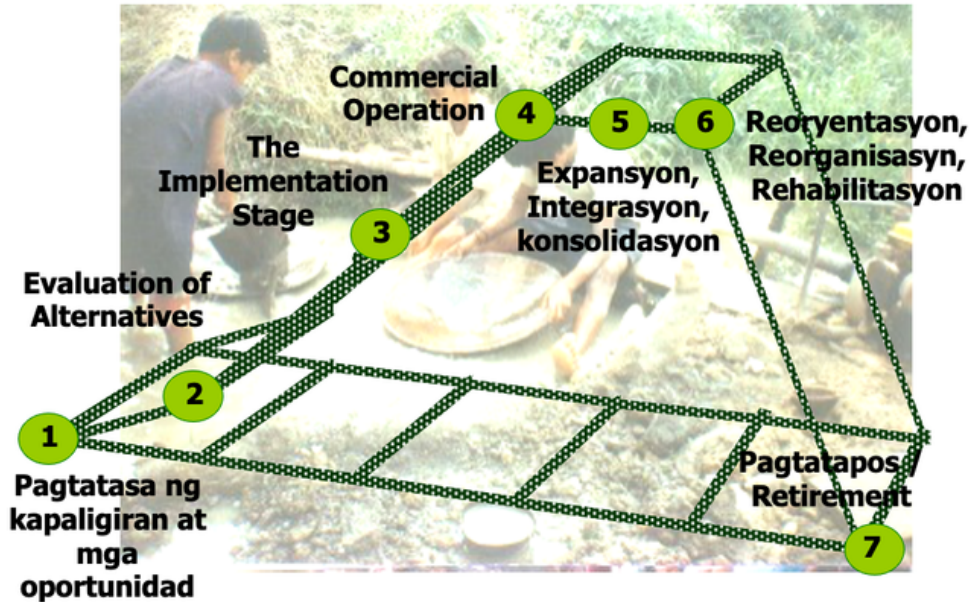 Commercial
Operation
4
5
6
Reoryentasyon,
Reorganisasyn,
Rehabilitasyon
The
Implementation
Stage
Expansyon,
Integrasyon,
konsolidasyon
3
Evaluation of
Alternatives
2
1
Pagtatasa ng
kapaligiran at
mga
oportunidad
Pagtatapos /
Retirement
7